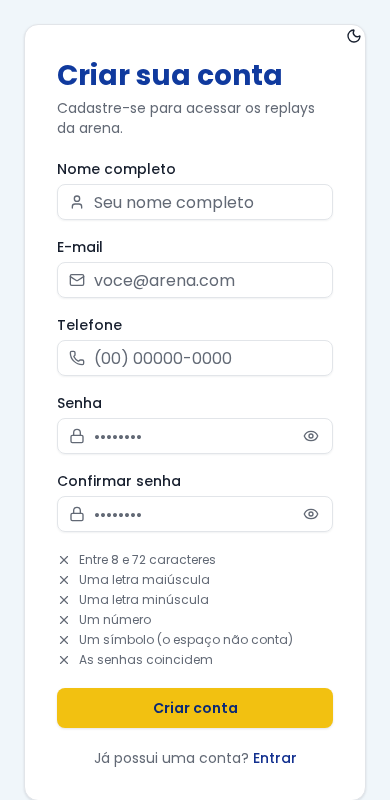 Criar sua conta
Cadastre-se para acessar os replays
da arena.
Nome completo
Seu nome completo
E-mail
voce@arena.com
Telefone
(00) 00000-0000
Senha
••••••••
Confirmar senha
••••••••
Entre 8 e 72 caracteres
Uma letra maiúscula
Uma letra minúscula
Um número
Um símbolo (o espaço não conta)
As senhas coincidem
Criar conta
Já possui uma conta? Entrar